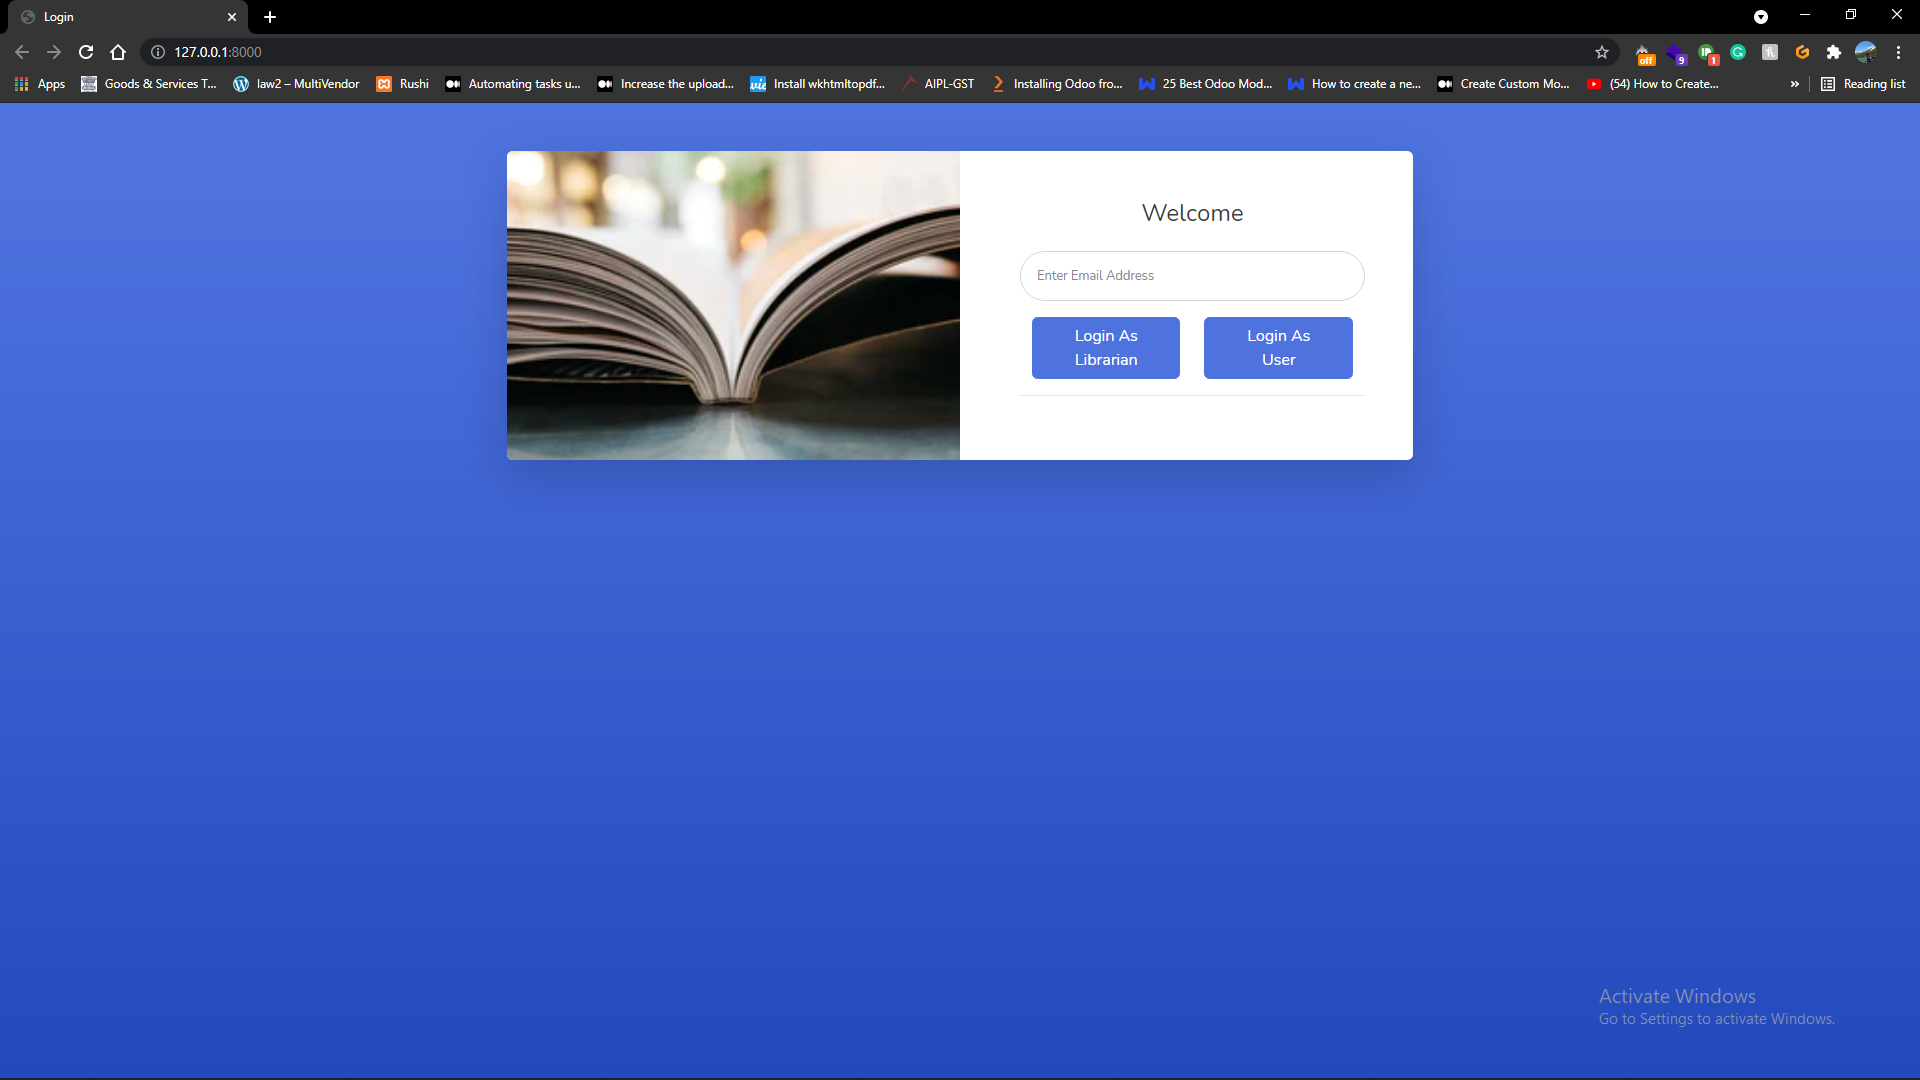 Login
127.0.0.1:8000
off
9
1
Apps
Goods & Services T...
law2 – MultiVendor
Rushi
Automating tasks u...
Increase the upload...
Install wkhtmltopdf...
AIPL-GST
Installing Odoo fro...
25 Best Odoo Mod...
How to create a ne...
Create Custom Mo...
(54) How to Create...
»
Reading list
Welcome
Enter Email Address
Login As
Librarian
Login As
User
Activate Windows
Go to Settings to activate Windows.